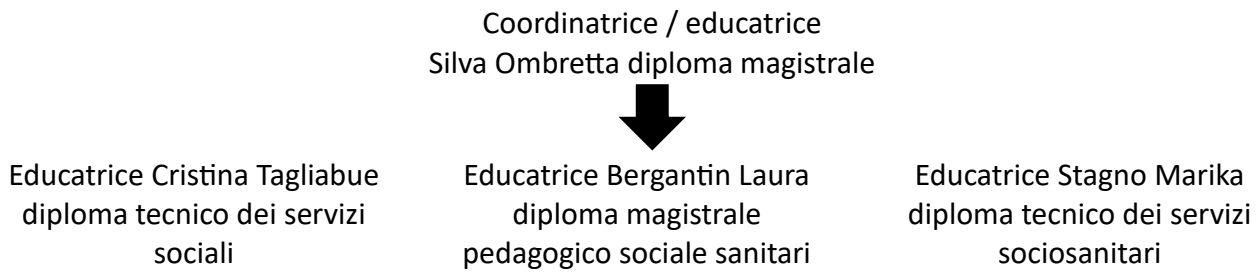 Coordinatrice / educatrice
Silva Ombretta diploma magistrale
Educatrice Cristina Tagliabue
diploma tecnico dei servizi
sociali
Educatrice Bergantin Laura
diploma magistrale
pedagogico sociale sanitari
Educatrice Stagno Marika
diploma tecnico dei servizi
sociosanitari